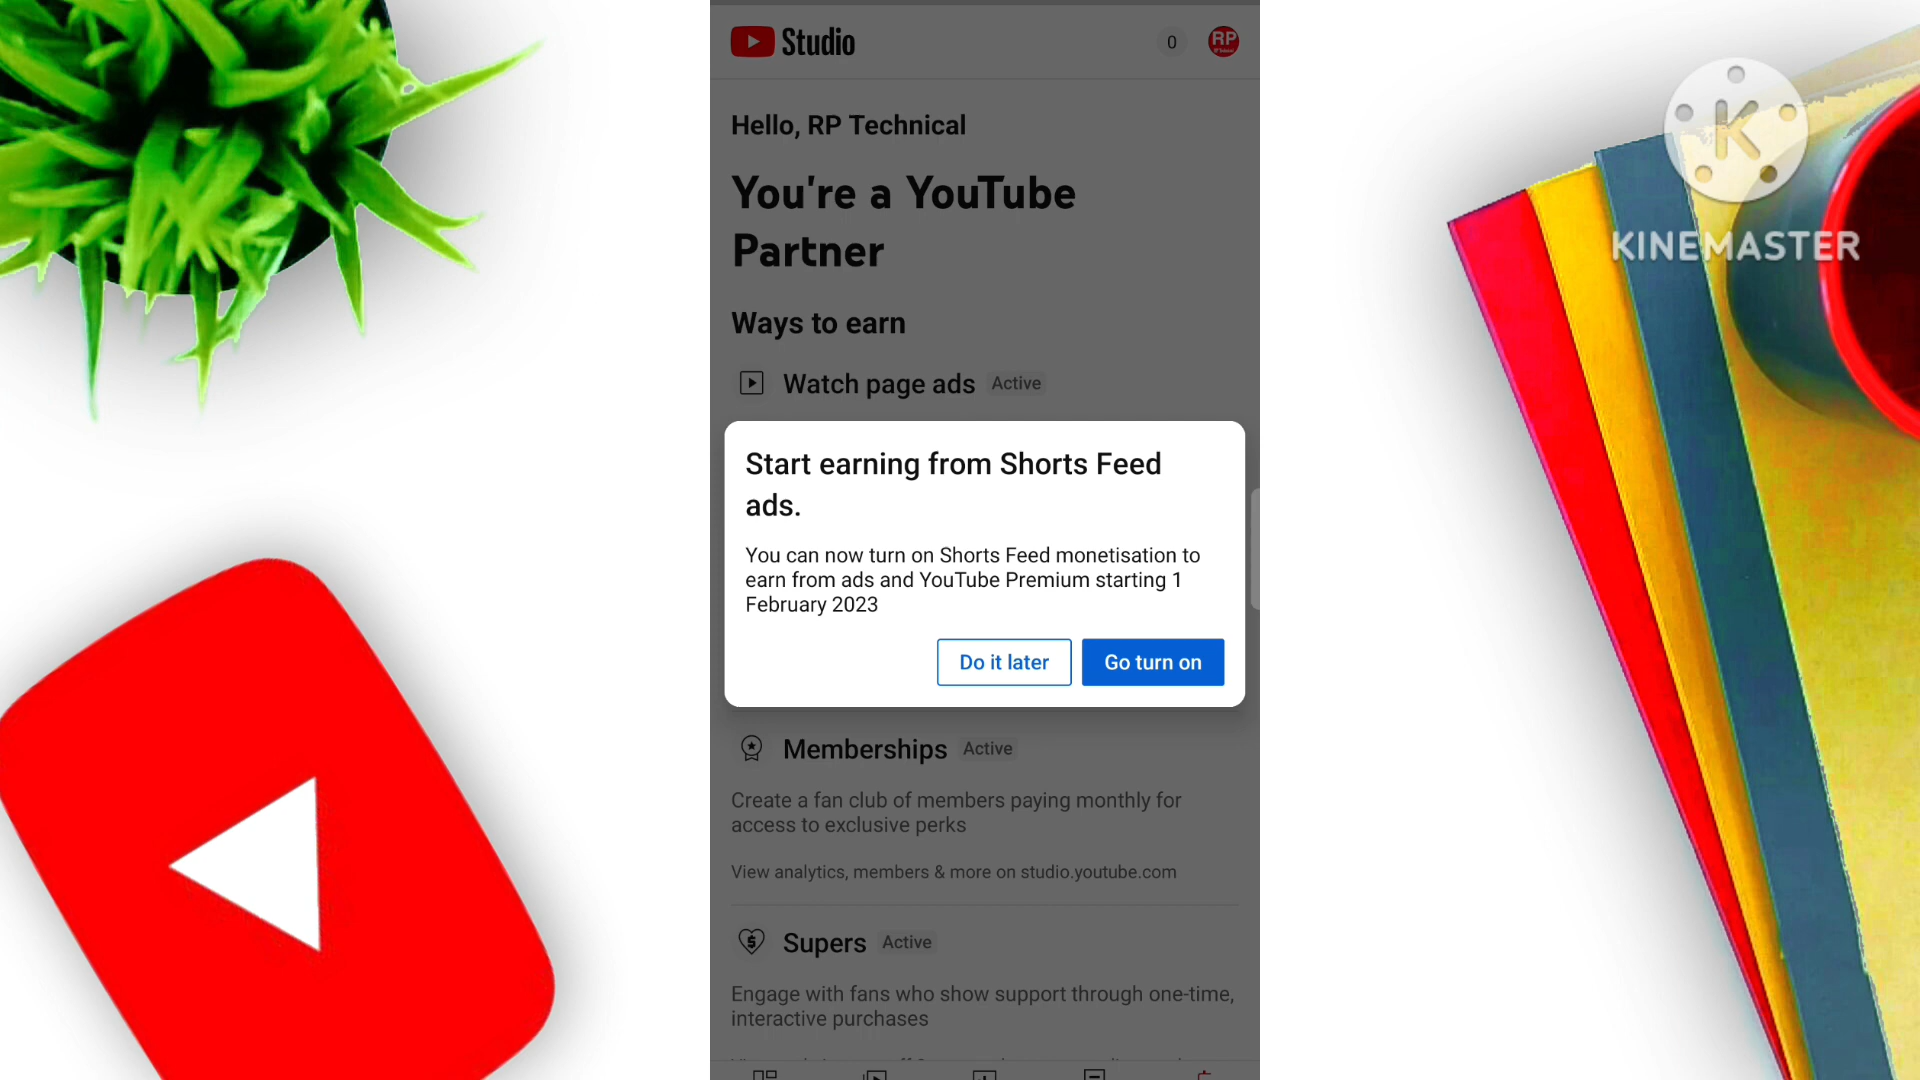 Studio
0
RP
Hello, RP Technical
You're a YouTube
Partner
Ways to earn
Watch page ads Active
Start earning from Shorts Feed
ads.
You can now turn on Shorts Feed monetisation to
earn from ads and YouTube Premium starting 1
February 2023
Do it later
Go turn on
Memberships Active
Create a fan club of members paying monthly for
access to exclusive perks
View analytics, members & more on studio.youtube.com
Supers Active
Engage with fans who show support through one-time,
interactive purchases
K
KINEMASTER